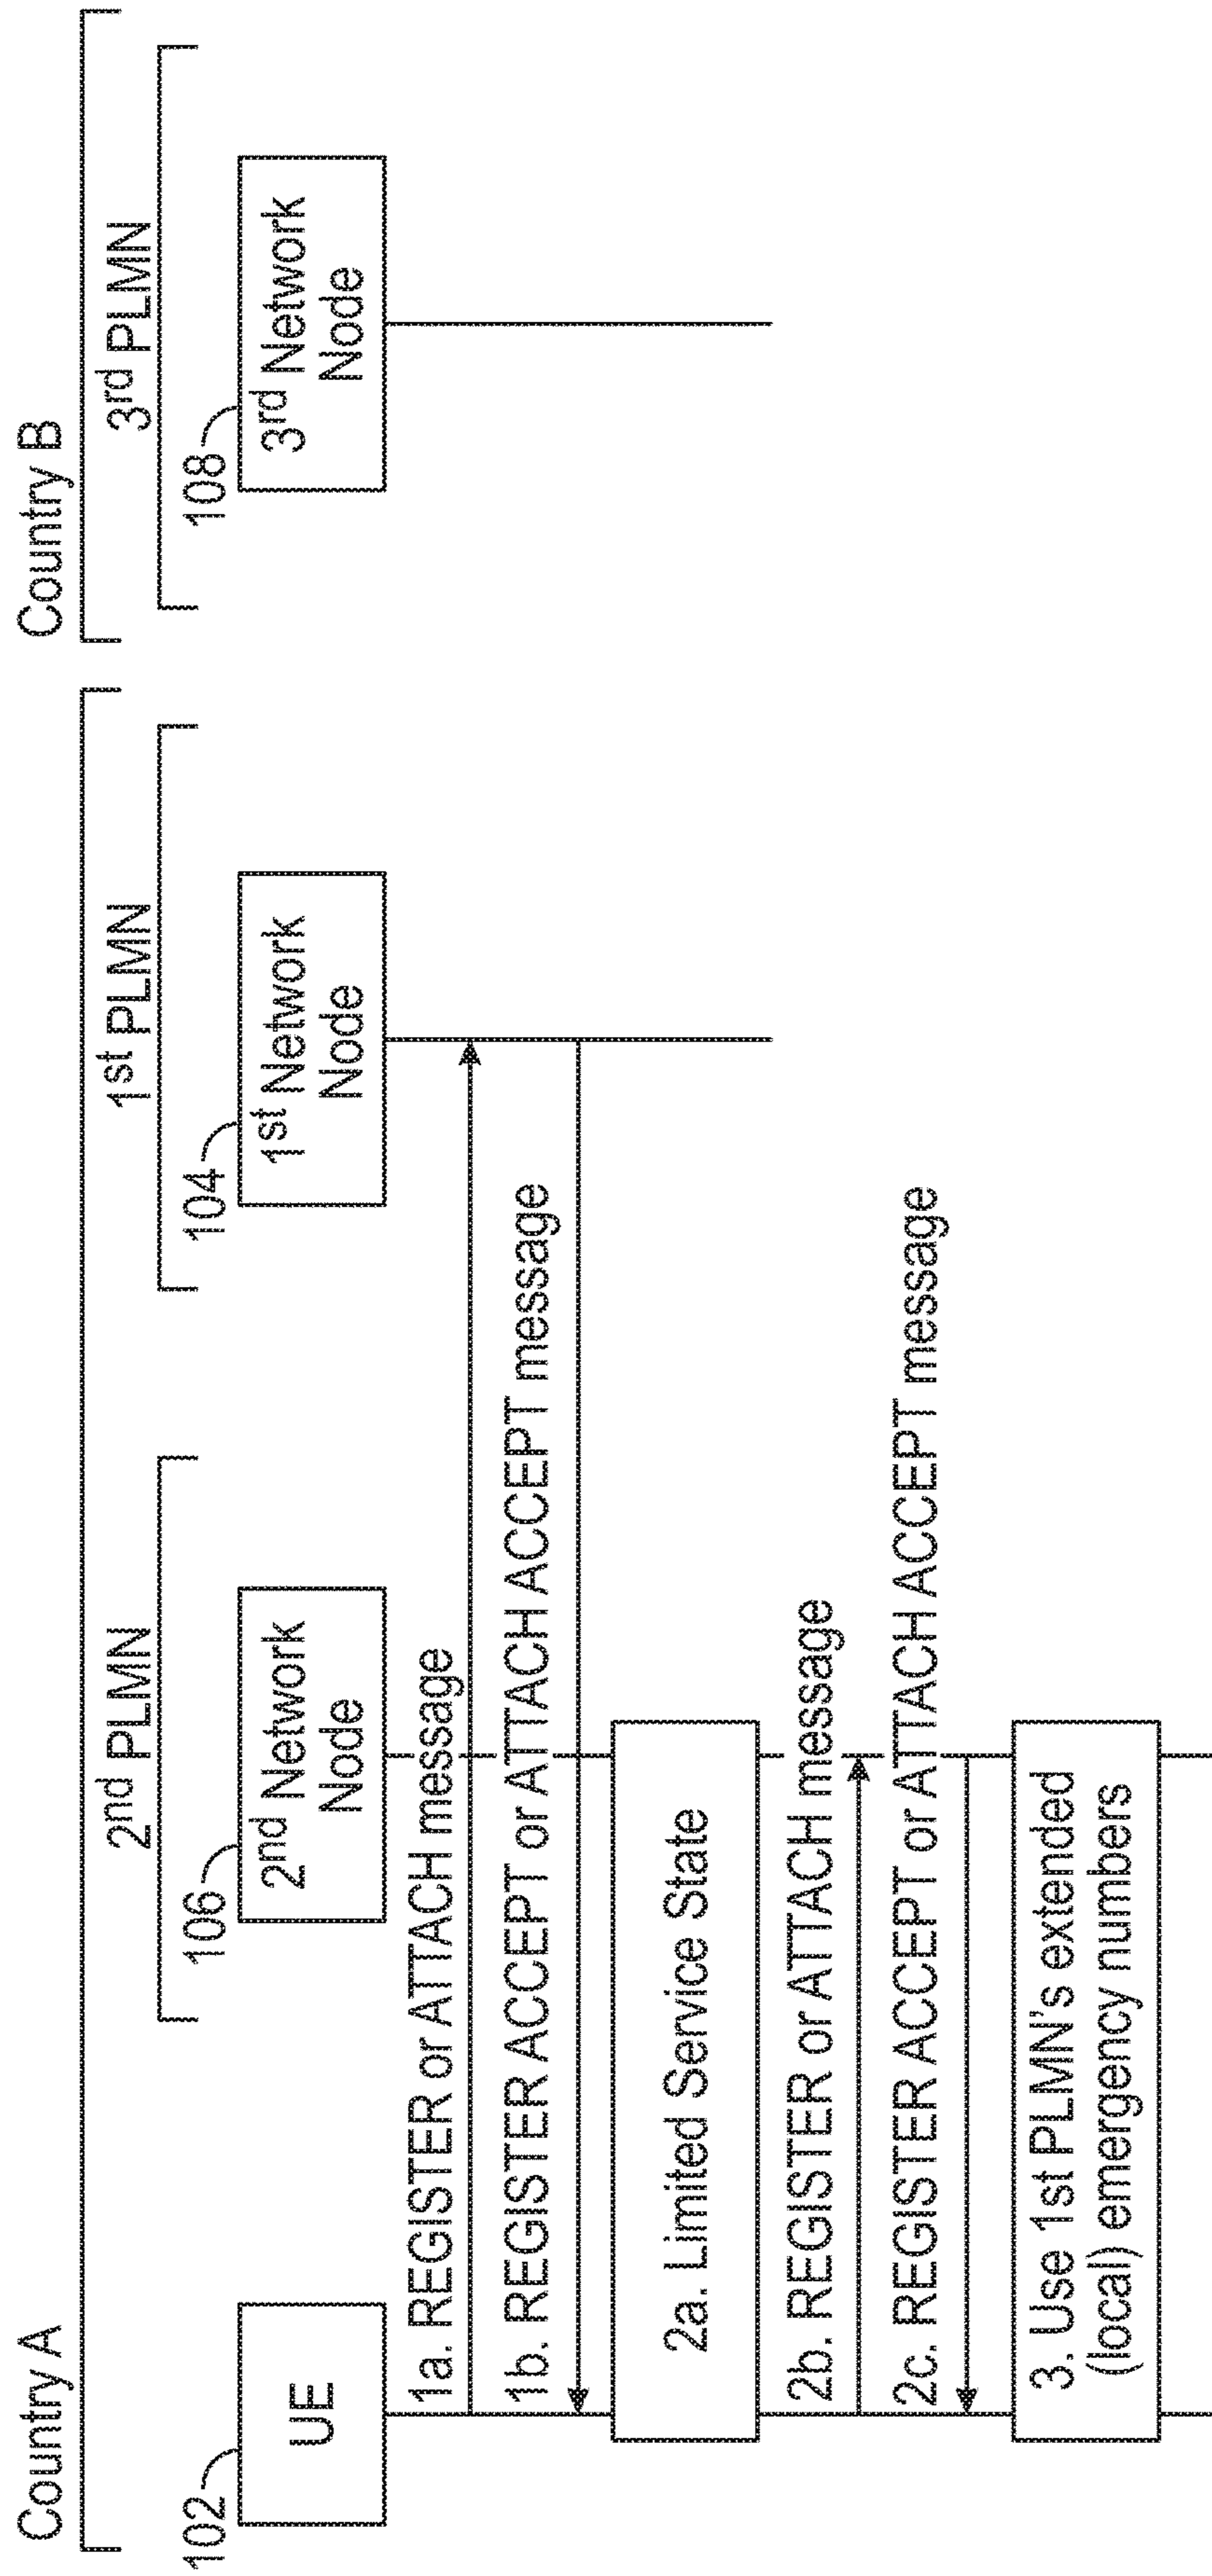 Country A
Country B
2nd PLMN
1st PLMN
3rd PLMN
102
106
104
108
UE
2nd Network
Node
1st Network
Node
3rd Network
Node
1a. REGISTER or ATTACH message
1b. REGISTER ACCEPT or ATTACH ACCEPT message
2a. Limited Service State
2b. REGISTER or ATTACH message
2c. REGISTER ACCEPT or ATTACH ACCEPT message
3. Use 1st PLMN's extended
(local) emergency numbers